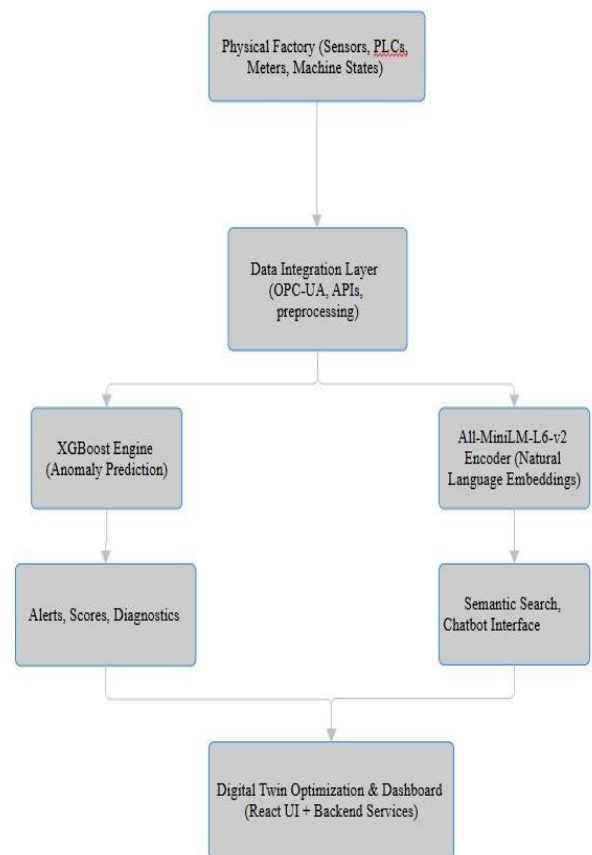 Physical Factory (Sensors, PLCs,
Meters, Machine States)
Data Integration Layer
(OPC-UA, APIs,
preprocessing)
XGBoost Engine
(Anomaly Prediction)
All-MiniLM-L6-v2
Encoder (Natural
Language Embeddings)
Alerts, Scores, Diagnostics
Semantic Search,
Chatbot Interface
Digital Twin Optimization & Dashboard
(React UI + Backend Services)